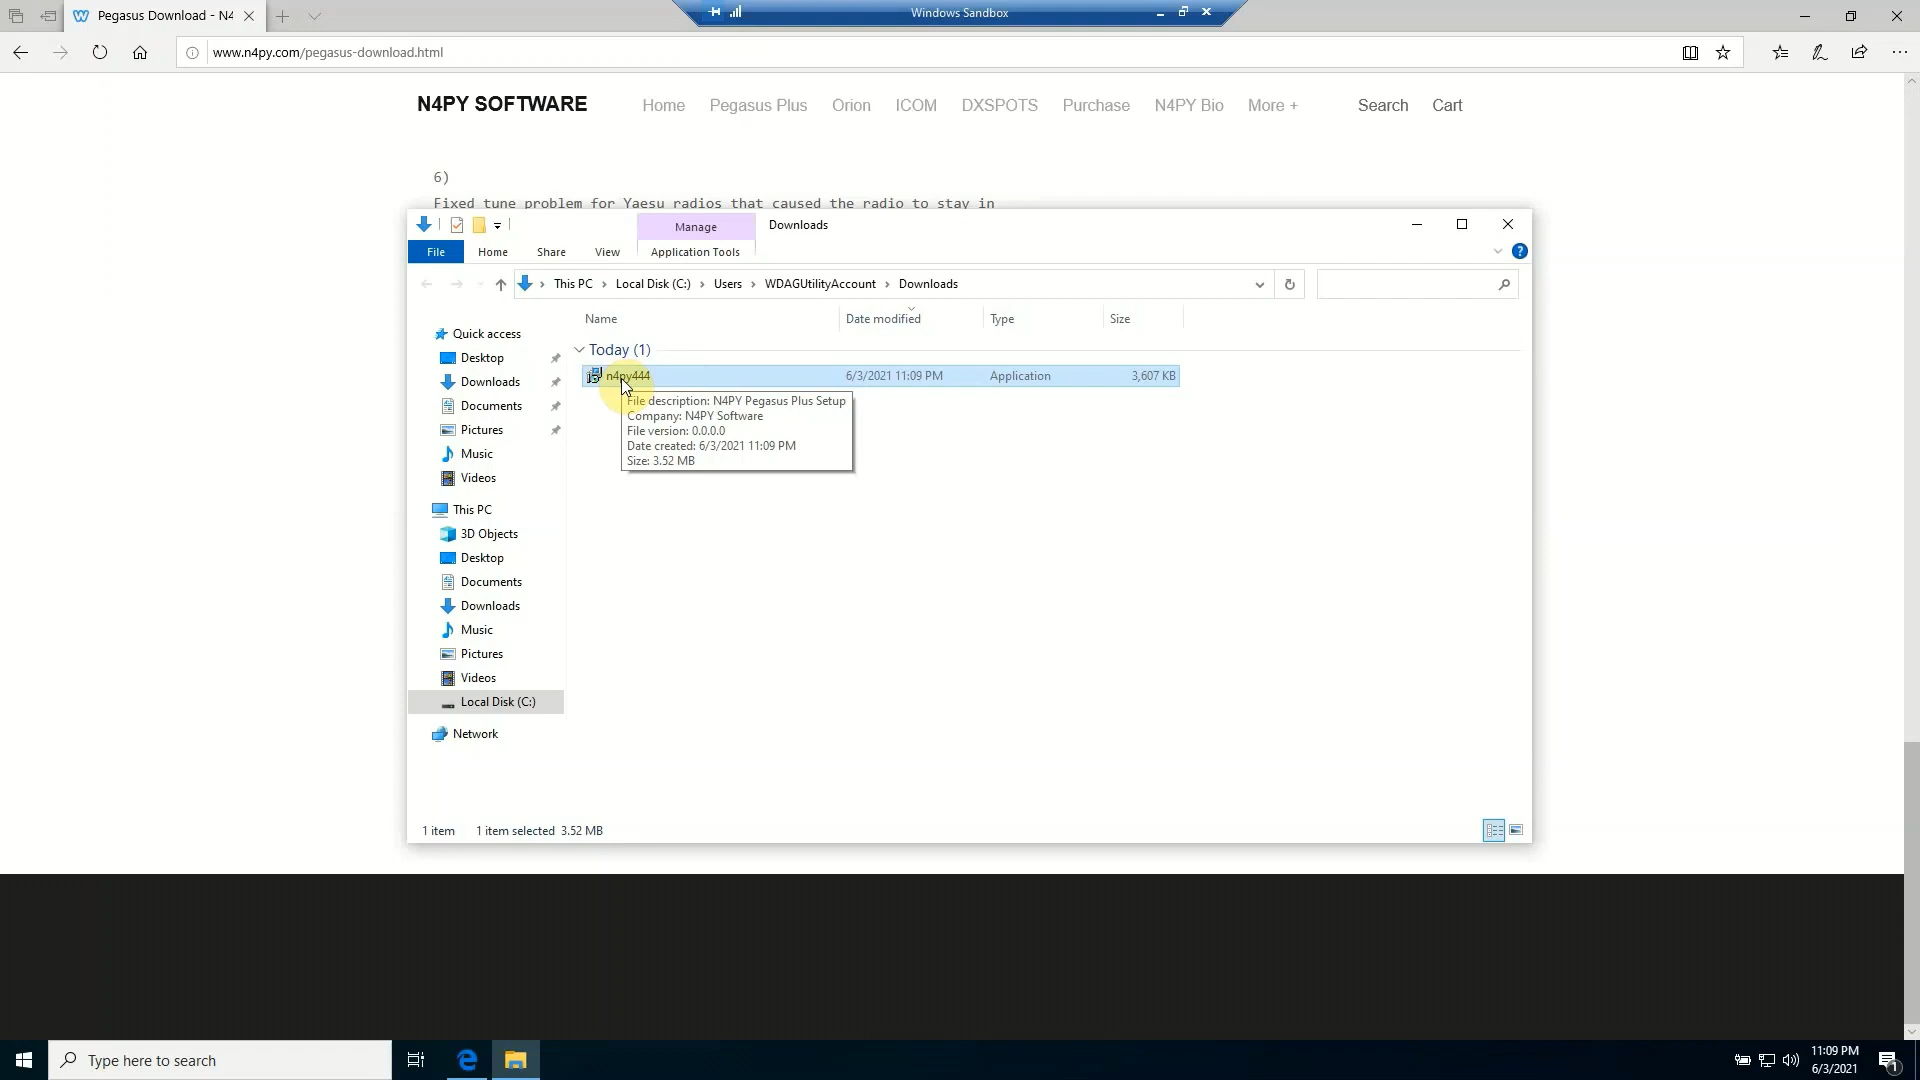 Pegasus Download - N4
Windows Sandbox
www.n4py.com/pegasus-download.html
N4PY SOFTWARE
Home
Pegasus Plus
Orion
ICOM
DXSPOTS
Purchase
N4PY Bio
More +
Search
Cart
6)
Fixed tune problem for Yaesu radios that caused the radio to stay in
Manage
Downloads
File
Home
Share
View
Application Tools
This PC > Local Disk (C:) > Users > WDAGUtilityAccount > Downloads
Name
Date modified
Type
Size
Quick access
Desktop
Downloads
Documents
Pictures
Music
Videos
This PC
3D Objects
Desktop
Documents
Downloads
Music
Pictures
Videos
Local Disk (C:)
Network
Today (1)
n4py444
6/3/2021 11:09 PM
Application
3,607 KB
File description: N4PY Pegasus Plus Setup
Company: N4PY Software
File version: 0.0.0.0
Date created: 6/3/2021 11:09 PM
Size: 3.52 MB
1 item
1 item selected 3.52 MB
Type here to search
11:09 PM
6/3/2021
1